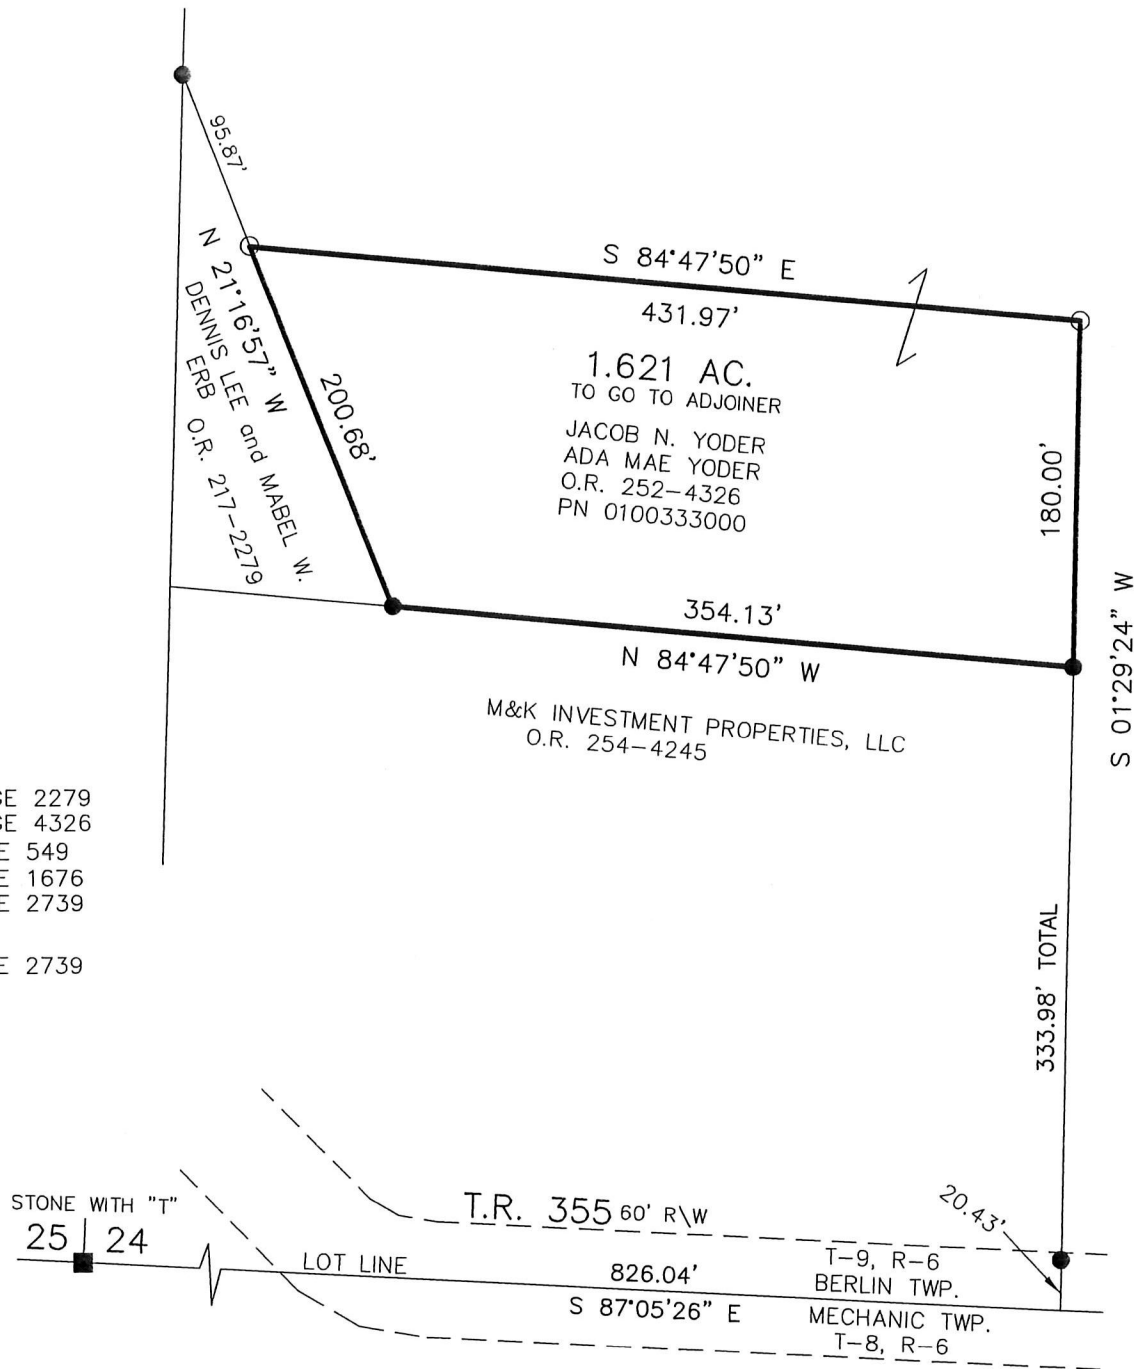 95.87'
N 21°16'57" W
DENNIS LEE and MABEL W.
ERB O.R. 217-2279
200.68'
S 84°47'50" E
431.97'
1.621 AC.
TO GO TO ADJOINER
JACOB N. YODER
ADA MAE YODER
O.R. 252-4326
PN 0100333000
180.00'
S 01°29'24" W
354.13'
N 84°47'50" W
M&K INVESTMENT PROPERTIES, LLC
O.R. 254-4245
GE 2279
GE 4326
E 549
E 1676
E 2739
E 2739
333.98' TOTAL
20.43'
STONE WITH "T"
25 24
T.R. 355 60' R\W
LOT LINE
826.04'
S 87°05'26" E
T-9, R-6
BERLIN TWP.
MECHANIC TWP.
T-8, R-6